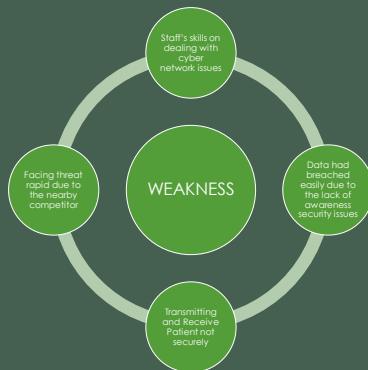 Staff's skills on
dealing with
cyber
network issues
Facing threat
rapid due to
the nearby
competitor
WEAKNESS
Data had
breached
easily due to
the lack of
awareness
security issues
Transmitting
and Receive
Patient not
securely